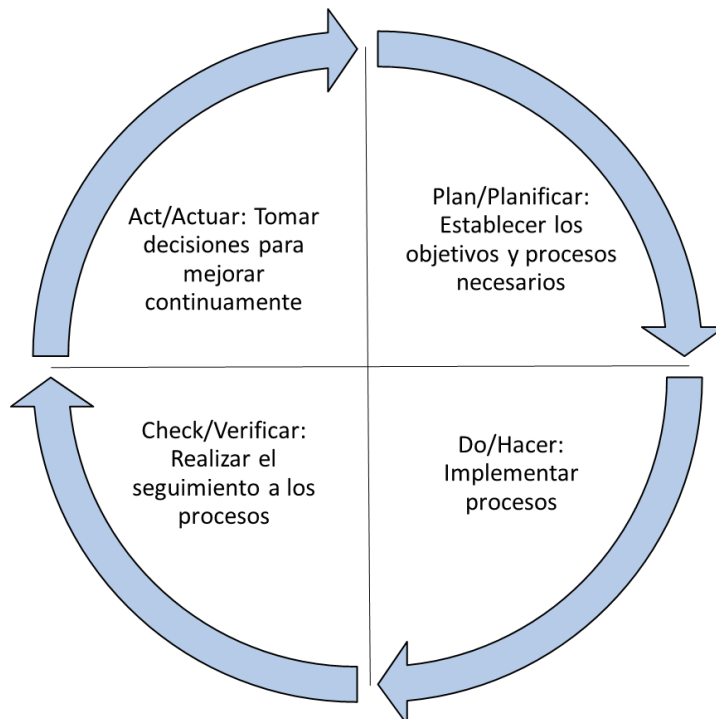 Act/Actuar: Tomar
decisiones para
mejorar
continuamente
Plan/Planificar:
Establecer los
objetivos y procesos
necesarios
Check/Verificar:
Realizar el
seguimiento a los
procesos
Do/Hacer:
Implementar
procesos